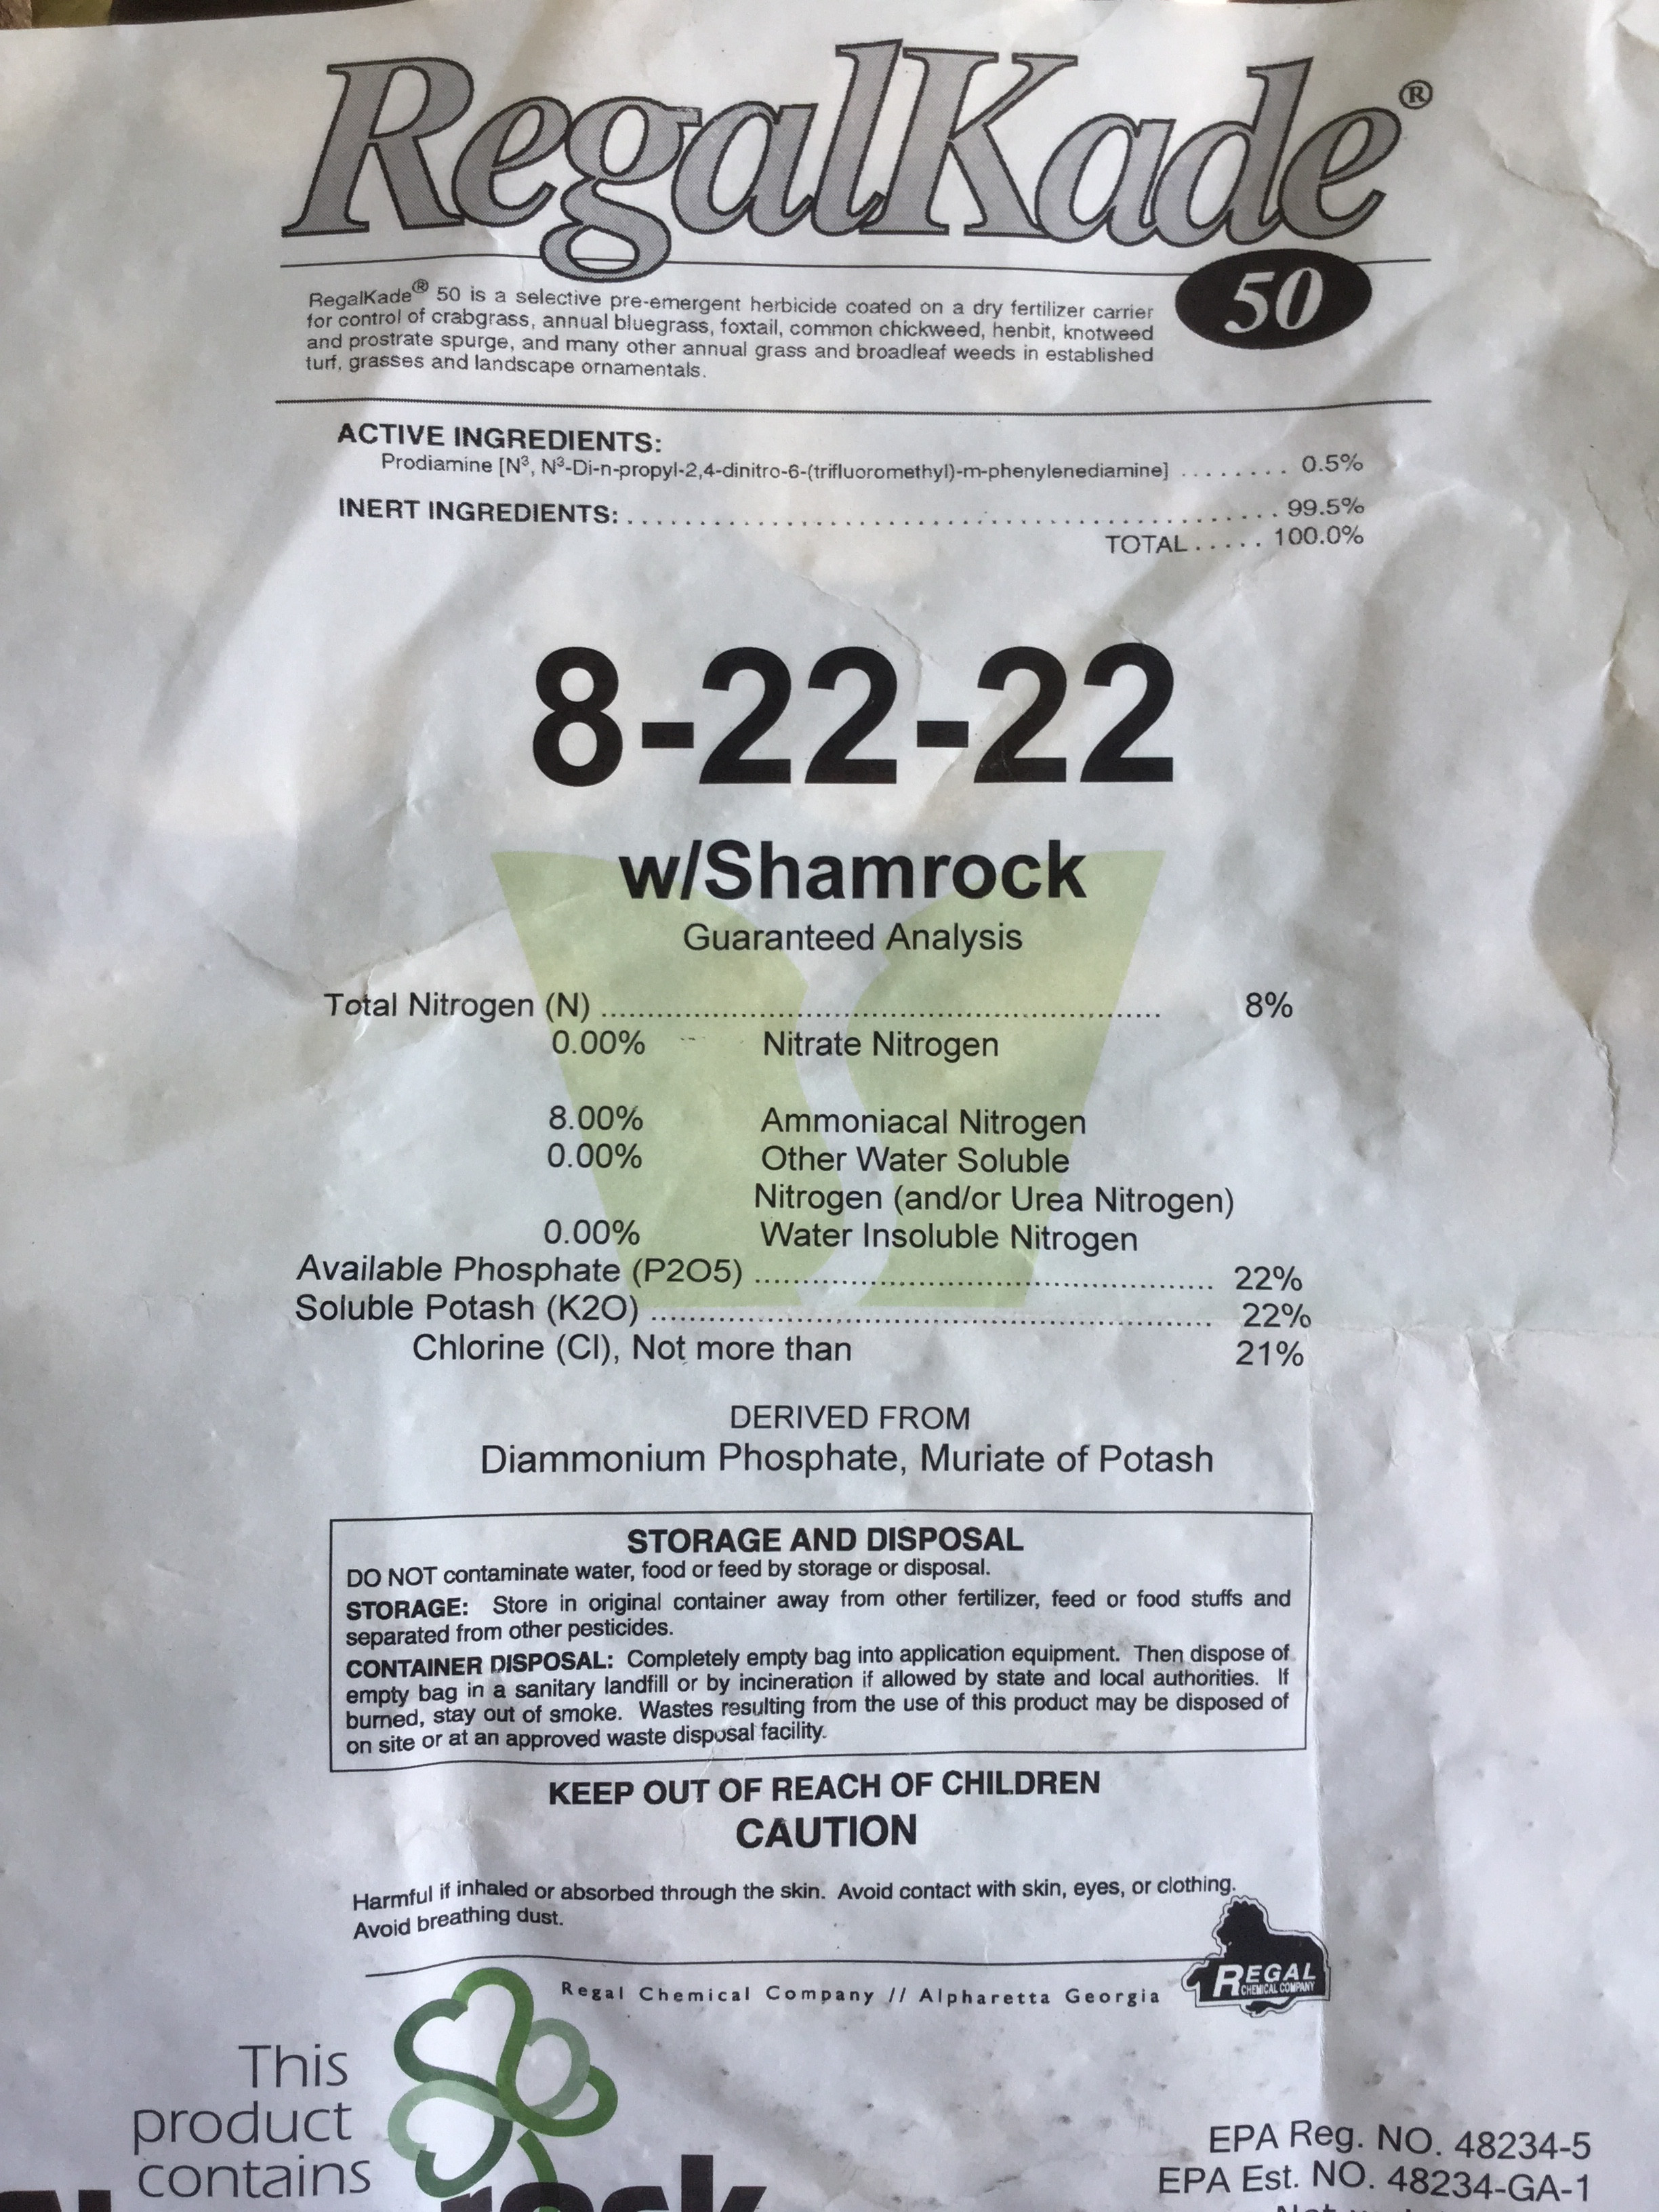 RegalKade®
50
RegalKade® 50 is a selective pre-emergent herbicide coated on a dry fertilizer carrier
for control of crabgrass, annual bluegrass, foxtail, common chickweed, henbit, knotweed
and prostrate spurge, and many other annual grass and broadleaf weeds in established
turf, grasses and landscape ornamentals.
ACTIVE INGREDIENTS:
Prodiamine [N³, N³-Di-n-propyl-2,4-dinitro-6-(trifluoromethyl)-m-phenylenediamine] ........ 0.5%
INERT INGREDIENTS: ............................................. 99.5%
TOTAL ..... 100.0%
8-22-22
w/Shamrock
Guaranteed Analysis
Total Nitrogen (N) .................................................................. 8%
0.00% Nitrate Nitrogen
8.00% Ammoniacal Nitrogen
0.00% Other Water Soluble
Nitrogen (and/or Urea Nitrogen)
0.00% Water Insoluble Nitrogen
Available Phosphate (P2O5) ...................................................... 22%
Soluble Potash (K2O) .................................................................. 22%
Chlorine (Cl), Not more than 21%
DERIVED FROM
Diammonium Phosphate, Muriate of Potash
STORAGE AND DISPOSAL
DO NOT contaminate water, food or feed by storage or disposal.
STORAGE: Store in original container away from other fertilizer, feed or food stuffs and
separated from other pesticides.
CONTAINER DISPOSAL: Completely empty bag into application equipment. Then dispose of
empty bag in a sanitary landfill or by incineration if allowed by state and local authorities. If
burned, stay out of smoke. Wastes resulting from the use of this product may be disposed of
on site or at an approved waste disposal facility.
KEEP OUT OF REACH OF CHILDREN
CAUTION
Harmful if inhaled or absorbed through the skin. Avoid contact with skin, eyes, or clothing.
Avoid breathing dust.
Regal Chemical Company // Alpharetta Georgia
REGAL
CHEMICAL COMPANY
This
product
contains
EPA Reg. NO. 48234-5
EPA Est. NO. 48234-GA-1